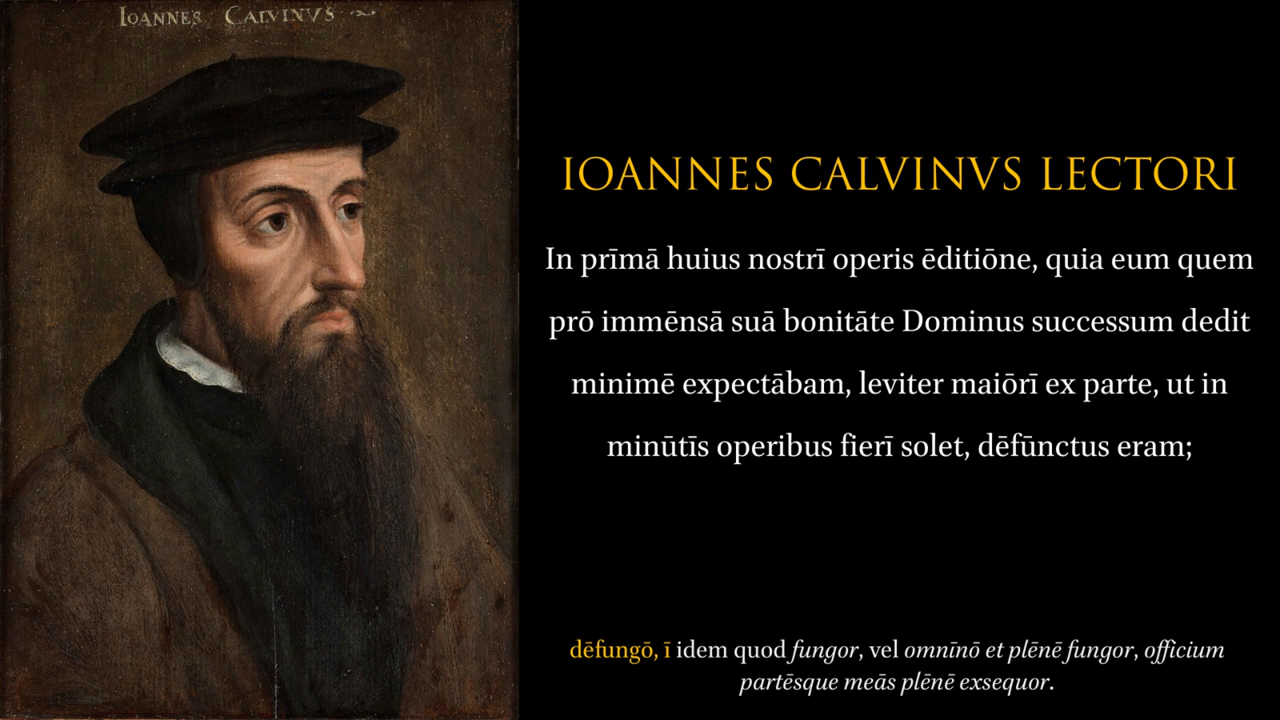 IOANNES CALVINVS
IOANNES CALVINVS LECTORI
In prīmā huius nostrī operis ēditiōne, quia eum quem
prō immēnsā suā bonitāte Dominus successum dedit
minimē expectābam, leviter maiōrī ex parte, ut in
minūtīs operibus fierī solet, dēfūnctus eram;
dēfungō, ī idem quod fungor, vel omnīnō et plēnē fungor, officium
partēsque meās plēnē exsequor.